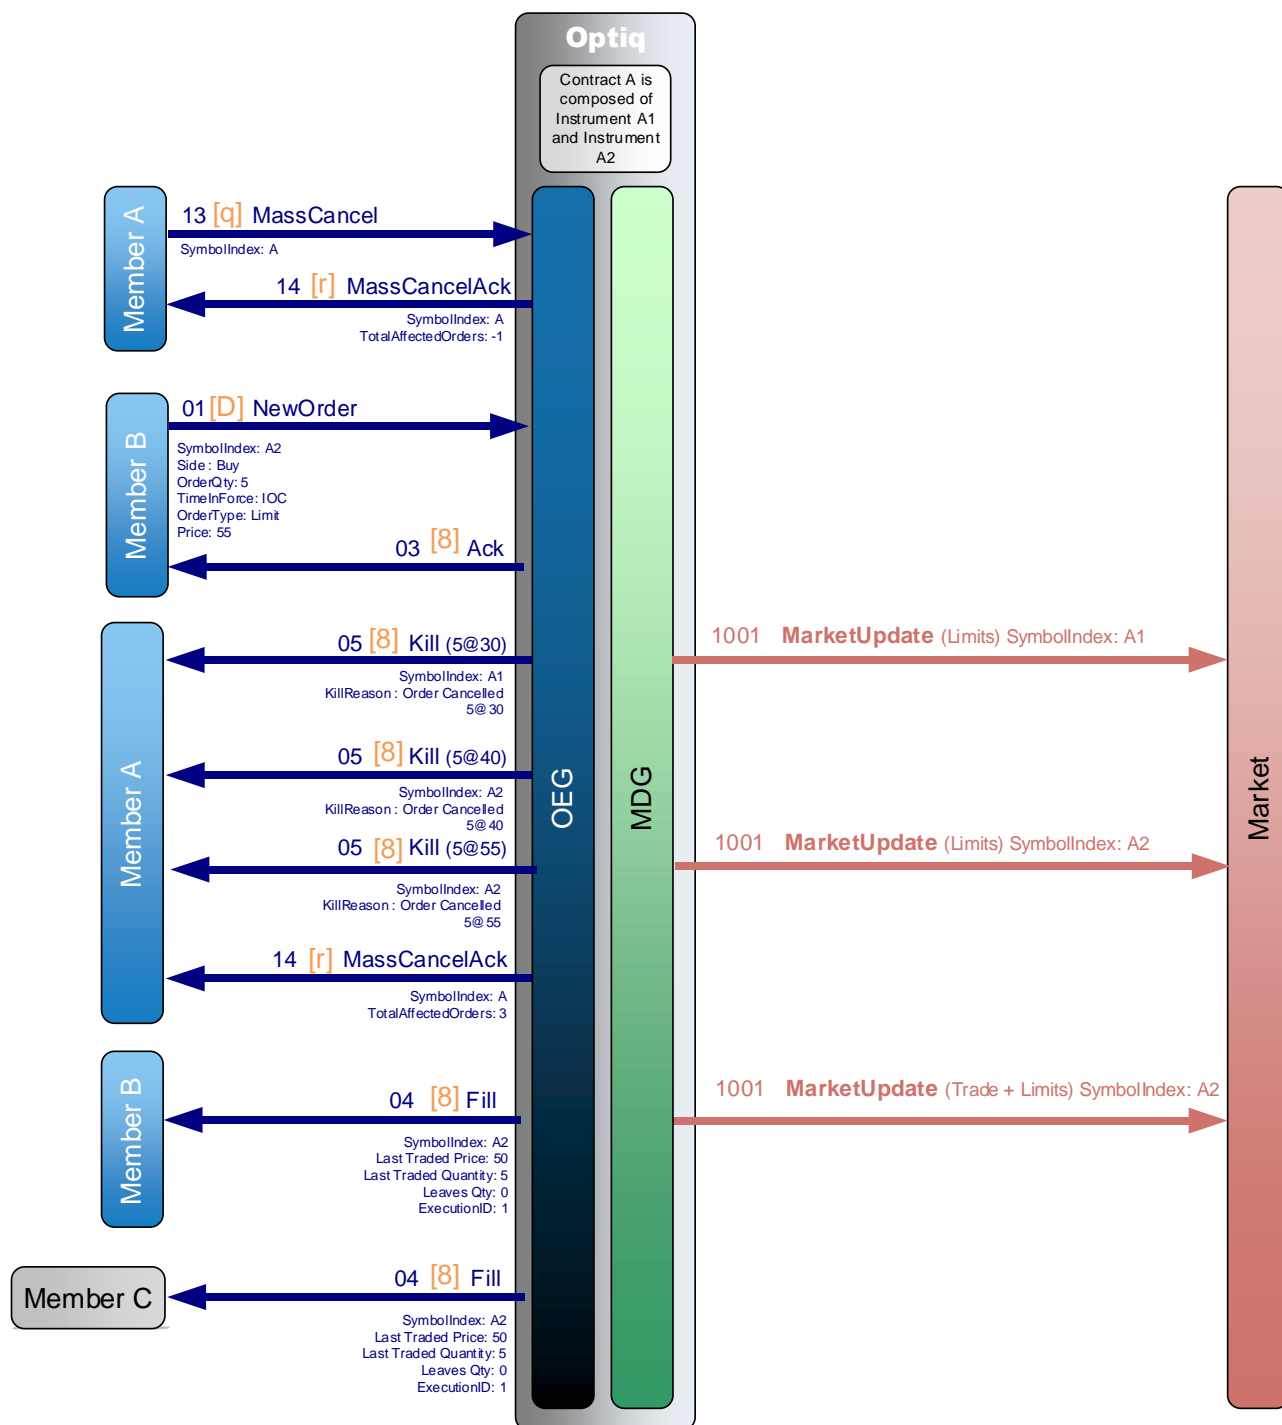 Optiq
Contract A is
composed of
Instrument A1
and Instrument
A2
Member A
13 [q] MassCancel
SymbolIndex: A
14 [r] MassCancelAck
SymbolIndex: A
TotalAffectedOrders: -1
Member B
01 [D] NewOrder
SymbolIndex: A2
Side : Buy
OrderQty: 5
TimeInForce: IOC
OrderType: Limit
Price: 55
03 [8] Ack
Member A
05 [8] Kill (5@30)
SymbolIndex: A1
KillReason : Order Cancelled
5@30
1001 MarketUpdate (Limits) SymbolIndex: A1
05 [8] Kill (5@40)
SymbolIndex: A2
KillReason : Order Cancelled
5@40
OEG
MDG
Market
05 [8] Kill (5@55)
SymbolIndex: A2
KillReason : Order Cancelled
5@55
1001 MarketUpdate (Limits) SymbolIndex: A2
14 [r] MassCancelAck
SymbolIndex: A
TotalAffectedOrders: 3
Member B
04 [8] Fill
SymbolIndex: A2
Last Traded Price: 50
Last Traded Quantity: 5
Leaves Qty: 0
ExecutionID: 1
1001 MarketUpdate (Trade + Limits) SymbolIndex: A2
Member C
04 [8] Fill
SymbolIndex: A2
Last Traded Price: 50
Last Traded Quantity: 5
Leaves Qty: 0
ExecutionID: 1